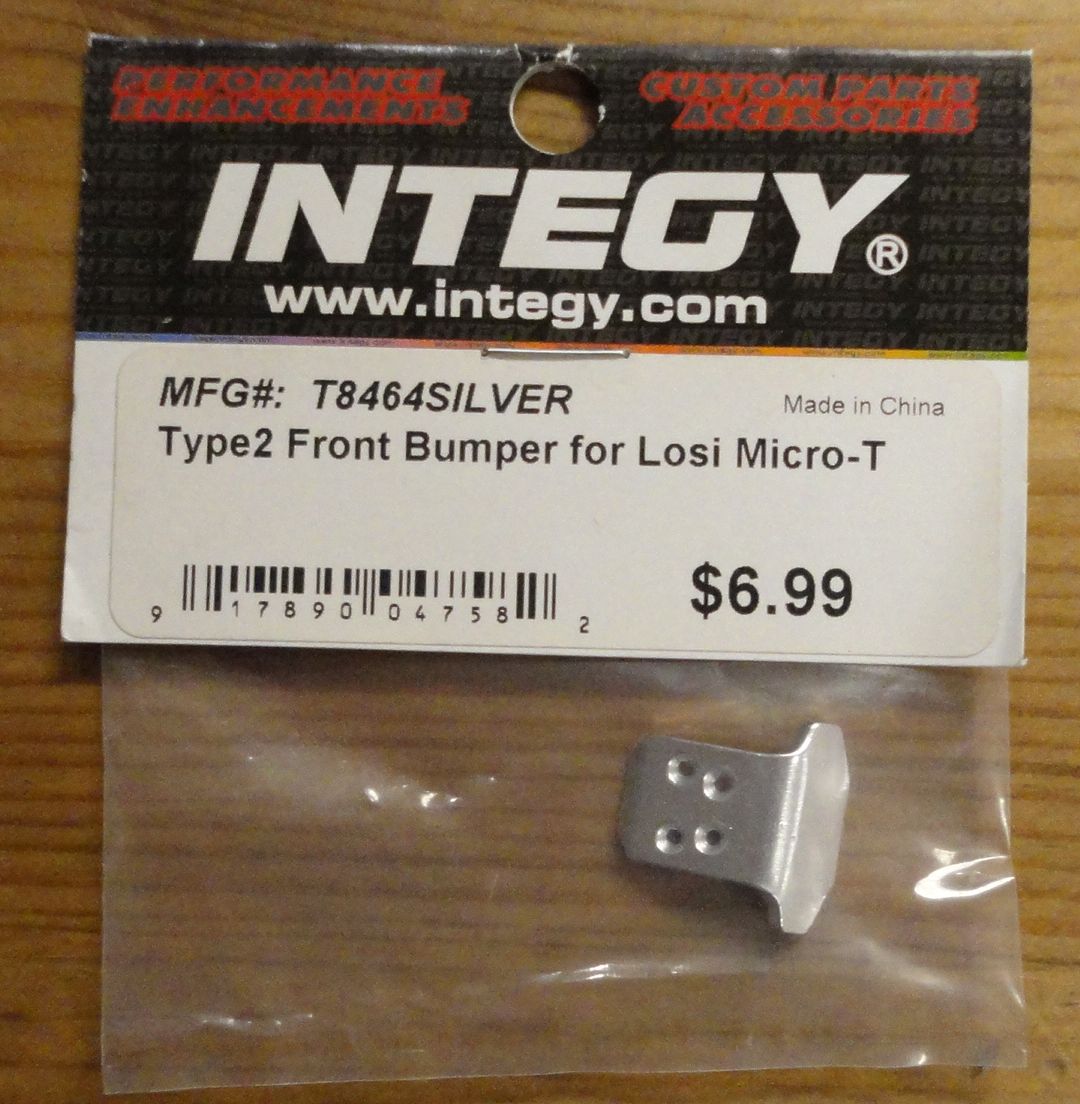 PERFORMANCE ENHANCEMENTS
CUSTOM PARTS ACCESSORIES
INTEGY®
www.integy.com
MFG#: T8464SILVER
Made in China
Type2 Front Bumper for Losi Micro-T
$6.99
9 17890 04758 2